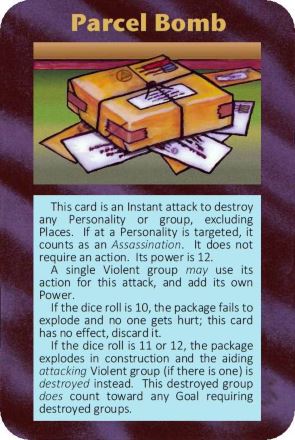 Parcel Bomb
This card is an Instant attack to destroy
any Personality or group, excluding
Places. If at a Personality is targeted, it
counts as an Assassination. It does not
require an action. Its power is 12.
A single Violent group may use its
action for this attack, and add its own
Power.
If the dice roll is 10, the package fails to
explode and no one gets hurt; this card
has no effect, discard it.
If the dice roll is 11 or 12, the package
explodes in construction and the aiding
attacking Violent group (if there is one) is
destroyed instead. This destroyed group
does count toward any Goal requiring
destroyed groups.